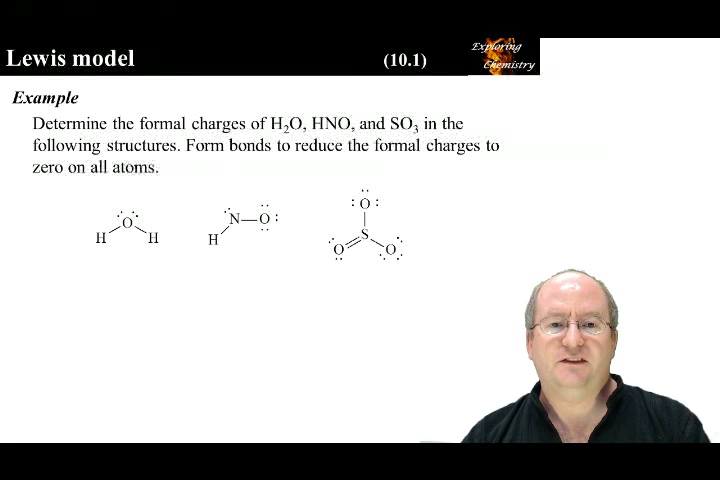 Lewis model (10.1) Exploring Chemistry
Example
Determine the formal charges of H₂O, HNO, and SO₃ in the
following structures. Form bonds to reduce the formal charges to
zero on all atoms.
O H H
N O H
O S O O